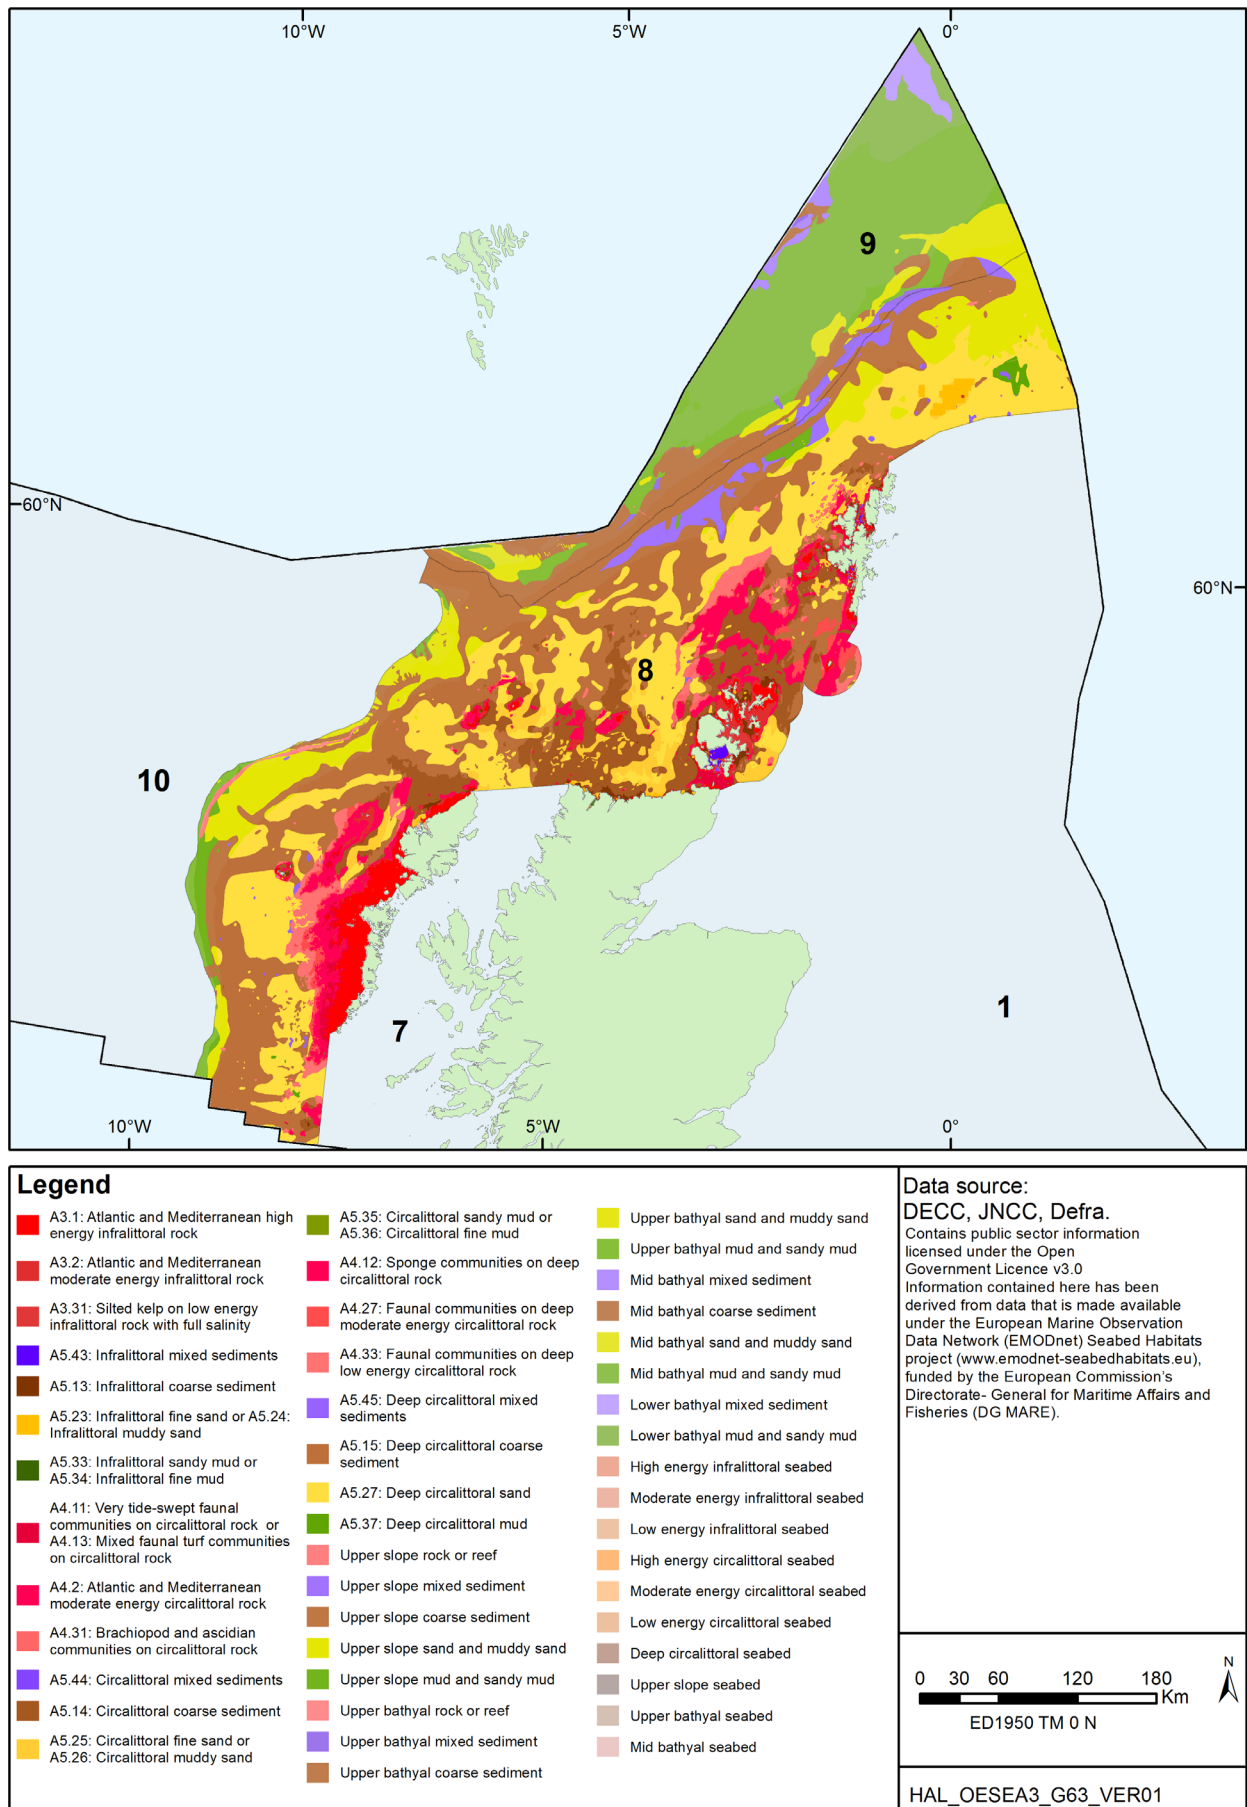 10°W
5°W
0°
9
60°N
60°N
8
10
7
1
10°W
5°W
0°
Legend
A3.1: Atlantic and Mediterranean high
energy infralittoral rock
A3.2: Atlantic and Mediterranean
moderate energy infralittoral rock
A3.31: Silted kelp on low energy
infralittoral rock with full salinity
A5.43: Infralittoral mixed sediments
A5.13: Infralittoral coarse sediment
A5.23: Infralittoral fine sand or A5.24:
Infralittoral muddy sand
A5.33: Infralittoral sandy mud or
A5.34: Infralittoral fine mud
A4.11: Very tide-swept faunal
communities on circalittoral rock or
A4.13: Mixed faunal turf communities
on circalittoral rock
A4.2: Atlantic and Mediterranean
moderate energy circalittoral rock
A4.31: Brachiopod and ascidian
communities on circalittoral rock
A5.44: Circalittoral mixed sediments
A5.14: Circalittoral coarse sediment
A5.25: Circalittoral fine sand or
A5.26: Circalittoral muddy sand
A5.35: Circalittoral sandy mud or
A5.36: Circalittoral fine mud
A4.12: Sponge communities on deep
circalittoral rock
A4.27: Faunal communities on deep
moderate energy circalittoral rock
A4.33: Faunal communities on deep
low energy circalittoral rock
A5.45: Deep circalittoral mixed
sediments
A5.15: Deep circalittoral coarse
sediment
A5.27: Deep circalittoral sand
A5.37: Deep circalittoral mud
Upper slope rock or reef
Upper slope mixed sediment
Upper slope coarse sediment
Upper slope sand and muddy sand
Upper slope mud and sandy mud
Upper bathyal rock or reef
Upper bathyal mixed sediment
Upper bathyal coarse sediment
Upper bathyal sand and muddy sand
Upper bathyal mud and sandy mud
Mid bathyal mixed sediment
Mid bathyal coarse sediment
Mid bathyal sand and muddy sand
Mid bathyal mud and sandy mud
Lower bathyal mixed sediment
Lower bathyal mud and sandy mud
High energy infralittoral seabed
Moderate energy infralittoral seabed
Low energy infralittoral seabed
High energy circalittoral seabed
Moderate energy circalittoral seabed
Low energy circalittoral seabed
Deep circalittoral seabed
Upper slope seabed
Upper bathyal seabed
Mid bathyal seabed
Data source:
DECC, JNCC, Defra.
Contains public sector information
licensed under the Open
Government Licence v3.0
Information contained here has been
derived from data that is made available
under the European Marine Observation
Data Network (EMODnet) Seabed Habitats
project (www.emodnet-seabedhabitats.eu),
funded by the European Commission's
Directorate- General for Maritime Affairs and
Fisheries (DG MARE).
N
0 30 60 120 180
Km
ED1950 TM 0 N
HAL_OESEA3_G63_VER01